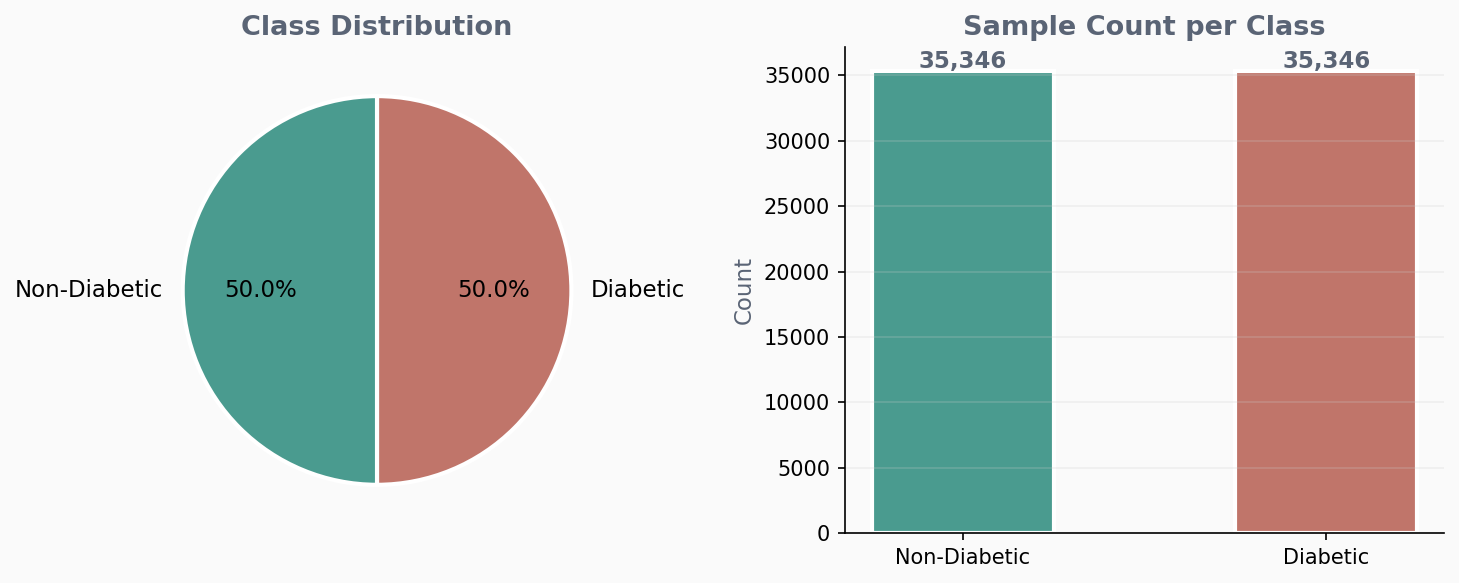 Class Distribution
Non-Diabetic
50.0%
50.0%
Diabetic
Sample Count per Class
35,346
35,346
35000
30000
25000
20000
15000
10000
5000
0
Count
Non-Diabetic
Diabetic